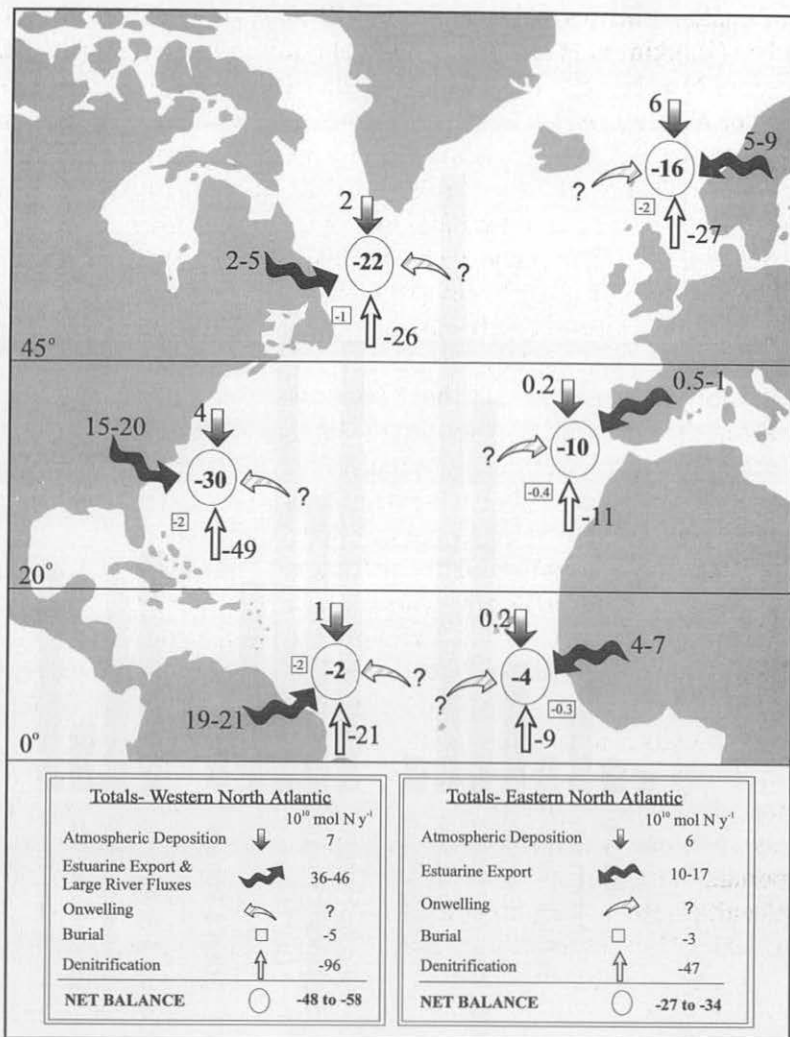 6
5-9
-16
?
-2
-27
2
2-5
-22
?
-1
-26
45°
0.2
0.5-1
4
15-20
-10
?
-30
?
-0.4
-2
-11
-49
20°
1
0.2
4-7
-2
-2
-4
?
?
-0.3
19-21
-21
-9
0°
Totals- Western North Atlantic
10¹⁰ mol N y⁻¹
Atmospheric Deposition 7
Estuarine Export &
Large River Fluxes 36-46
Onwelling ?
Burial -5
Denitrification -96
NET BALANCE -48 to -58
Totals- Eastern North Atlantic
10¹⁰ mol N y⁻¹
Atmospheric Deposition 6
Estuarine Export 10-17
Onwelling ?
Burial -3
Denitrification -47
NET BALANCE -27 to -34